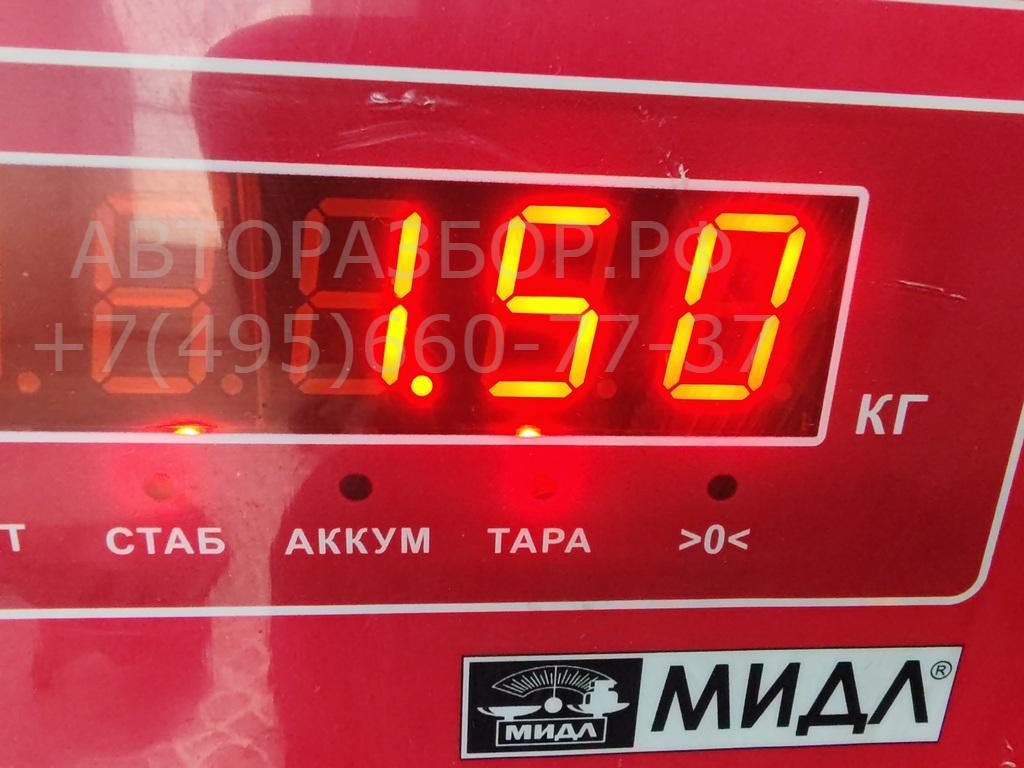 АВТОРАЗБОР.РФ
+7(495)660-77-37
1.50
КГ
Т СТАБ АККУМ ТАРА >0<
МИДЛ МИДЛ®